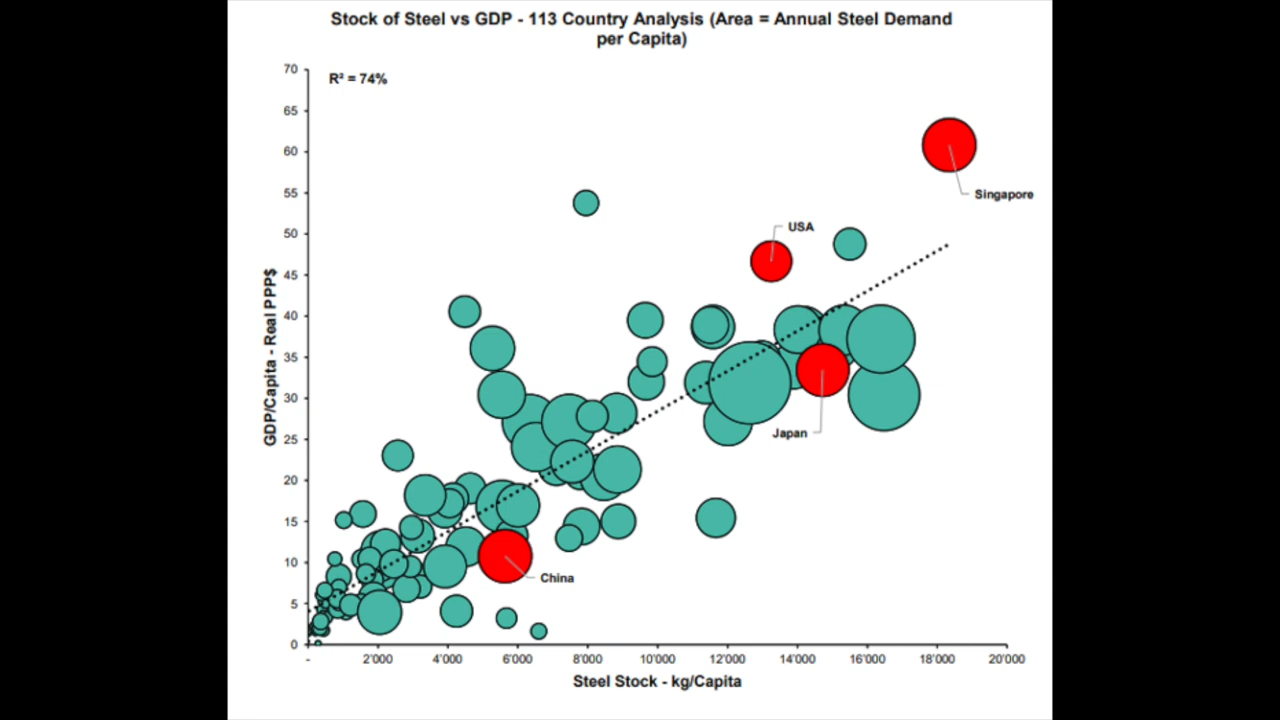 Stock of Steel vs GDP - 113 Country Analysis (Area = Annual Steel Demand
per Capita)
70
R² = 74%
65
60
Singapore
55
50
USA
45
40
35
30
Japan
25
20
15
10
China
5
0
GDP/Capita - Real PPP$
- 2'000 4'000 6'000 8'000 10'000 12'000 14'000 16'000 18'000 20'000
Steel Stock - kg/Capita